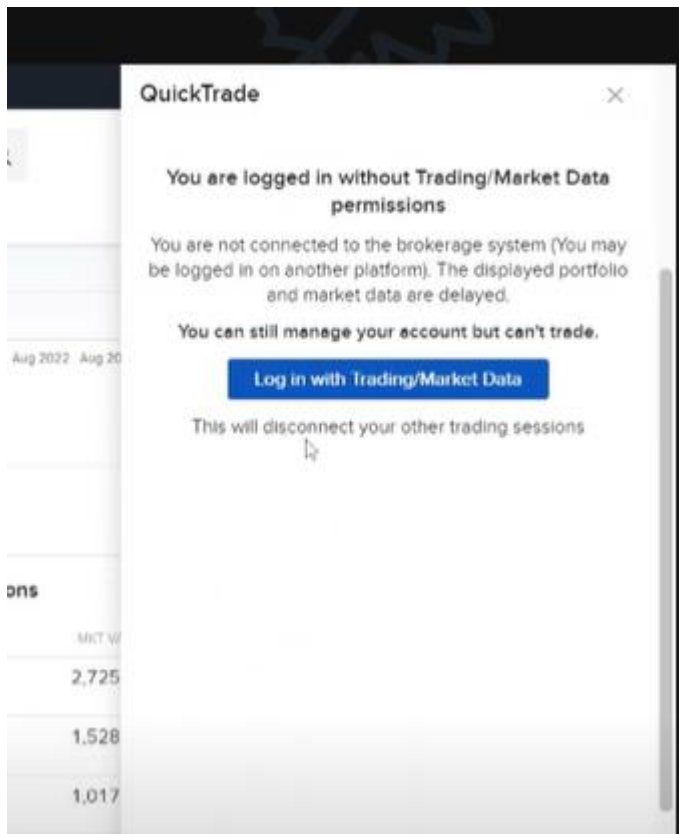 QuickTrade
You are logged in without Trading/Market Data
permissions
You are not connected to the brokerage system (You may
be logged in on another platform). The displayed portfolio
and market data are delayed.
You can still manage your account but can't trade.
Aug 2022 Aug 20
Log in with Trading/Market Data
This will disconnect your other trading sessions
ons
MKT V
2,725
1,528
1,017